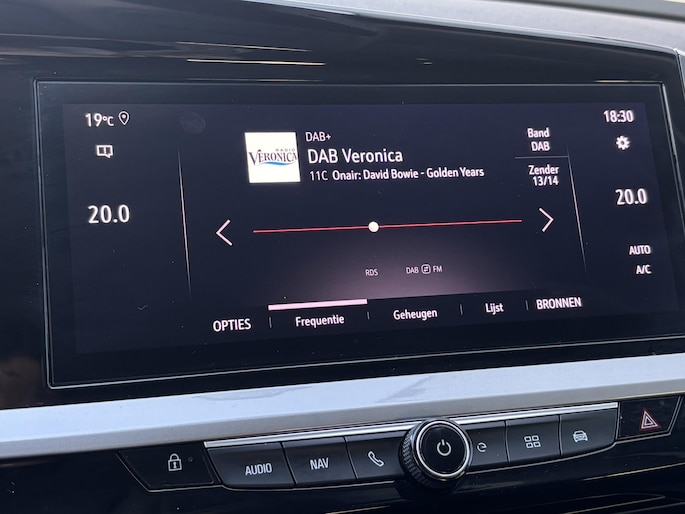 19°C
18:30
RADIO
VERONICA
DAB+
DAB Veronica
11C Onair: David Bowie - Golden Years
Band
DAB
Zender
13/14
20.0
20.0
RDS
DAB FM
AUTO
A/C
OPTIES
Frequentie
Geheugen
Lijst
BRONNEN
AUDIO
NAV